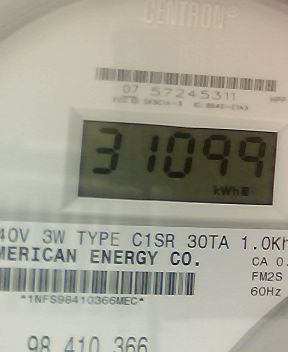 CENTRON®
07 57245311
31099
kWh
40V 3W TYPE C1SR 30TA 1.0Kh
MERICAN ENERGY CO.
CA 0.
FM2S
60Hz
*1NFS98410366MEC*
98 410 366